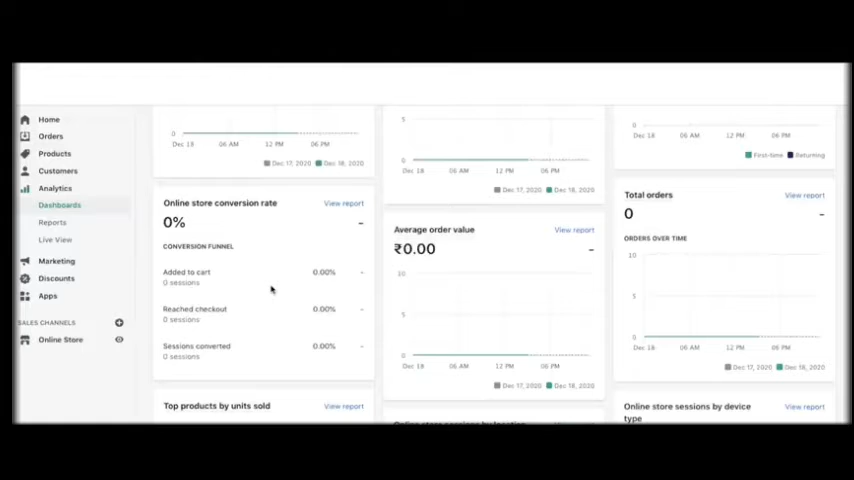 Home
Orders
Products
Customers
Analytics
Dashboards
Reports
Live View
Marketing
Discounts
Apps
SALES CHANNELS
Online Store
0
Dec 18 06 AM 12 PM 06 PM
Dec 17, 2020 Dec 18, 2020
Online store conversion rate View report
0% -
CONVERSION FUNNEL
Added to cart 0.00% -
0 sessions
Reached checkout 0.00% -
0 sessions
Sessions converted 0.00% -
0 sessions
Top products by units sold View report
5
0
Dec 18 06 AM 12 PM 06 PM
Dec 17, 2020 Dec 18, 2020
Average order value View report
₹0.00 -
10
5
0
Dec 18 06 AM 12 PM 06 PM
Dec 17, 2020 Dec 18, 2020
Online store sessions by location
0
Dec 18 06 AM 12 PM 06 PM
First-time Returning
Total orders View report
0 -
ORDERS OVER TIME
10
5
0
Dec 18 06 AM 12 PM 06 PM
Dec 17, 2020 Dec 18, 2020
Online store sessions by device View report
type